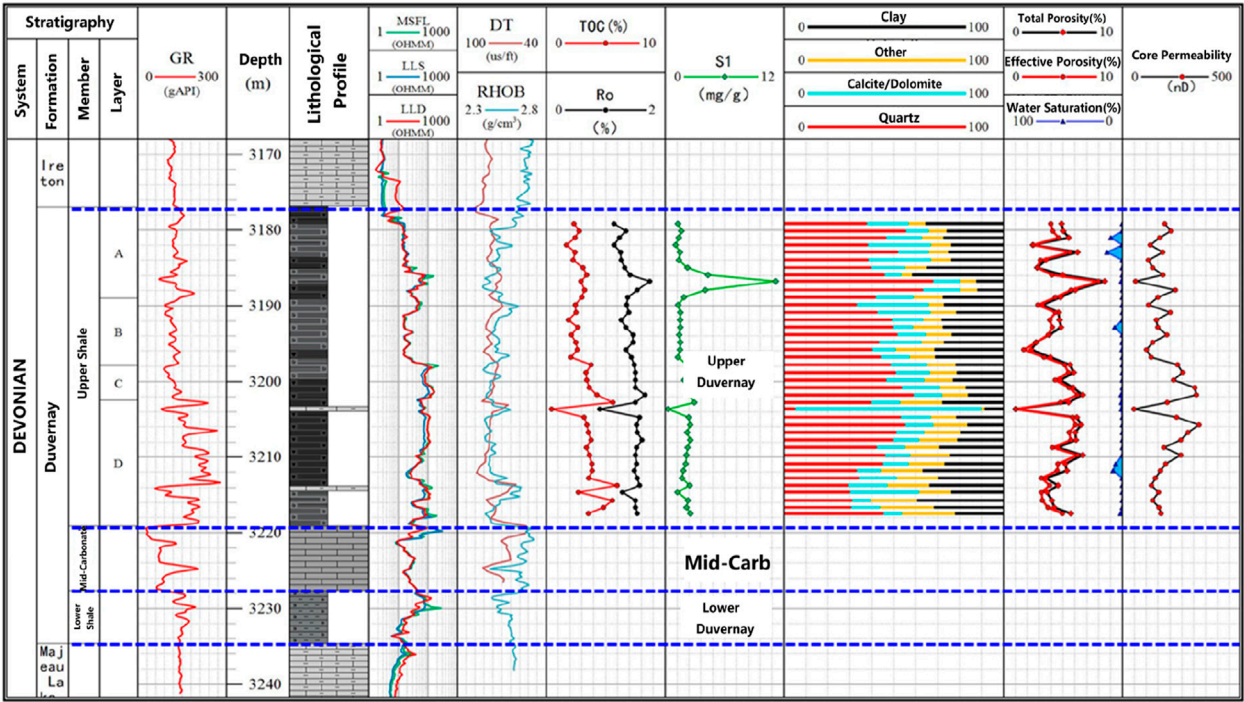 Stratigraphy
System
Formation
Member
Layer
GR
0 300
(gAPI)
Depth
(m)
Lithological
Profile
MSFL
1 1000
(OHMM)
LLS
1 1000
(OHMM)
LLD
1 1000
(OHMM)
DT
100 40
(us/ft)
RHOB
2.3 2.8
(g/cm³)
TOC (%)
0 10
Ro
0 2
(%)
S1
0 12
(mg/g)
Clay
0 100
Other
0 100
Calcite/Dolomite
0 100
Quartz
0 100
Total Porosity(%)
0 10
Effective Porosity(%)
0 10
Water Saturation(%)
100 0
Core Permeability
0 500
(nD)
DEVONIAN
Ire
ton
Duvernay
Maj
eau
La
Upper Shale
Mid-Carbonate
Lower
Shale
A
B
C
D
3170
3180
3190
3200
3210
3220
3230
3240
Upper
Duvernay
Mid-Carb
Lower
Duvernay